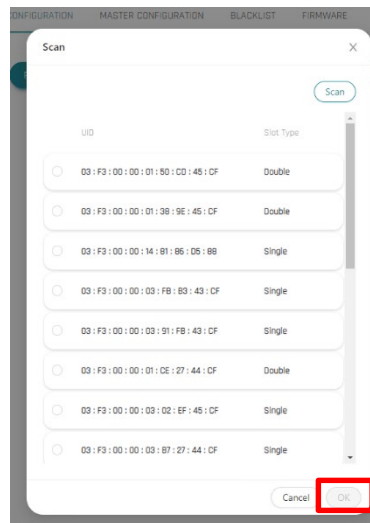 CONFIGURATION MASTER CONFIGURATION BLACKLIST FIRMWARE
Scan
Scan
UID Slot Type
03 : F3 : 00 : 00 : 01 : 50 : CD : 45 : CF Double
03 : F3 : 00 : 00 : 01 : 38 : 9E : 45 : CF Double
03 : F3 : 00 : 00 : 14 : 81 : 86 : D5 : 88 Single
03 : F3 : 00 : 00 : 03 : FB : B3 : 43 : CF Single
03 : F3 : 00 : 00 : 03 : 91 : FB : 43 : CF Single
03 : F3 : 00 : 00 : 01 : CE : 27 : 44 : CF Double
03 : F3 : 00 : 00 : 03 : 02 : EF : 45 : CF Single
03 : F3 : 00 : 00 : 03 : B7 : 27 : 44 : CF Single
Cancel OK